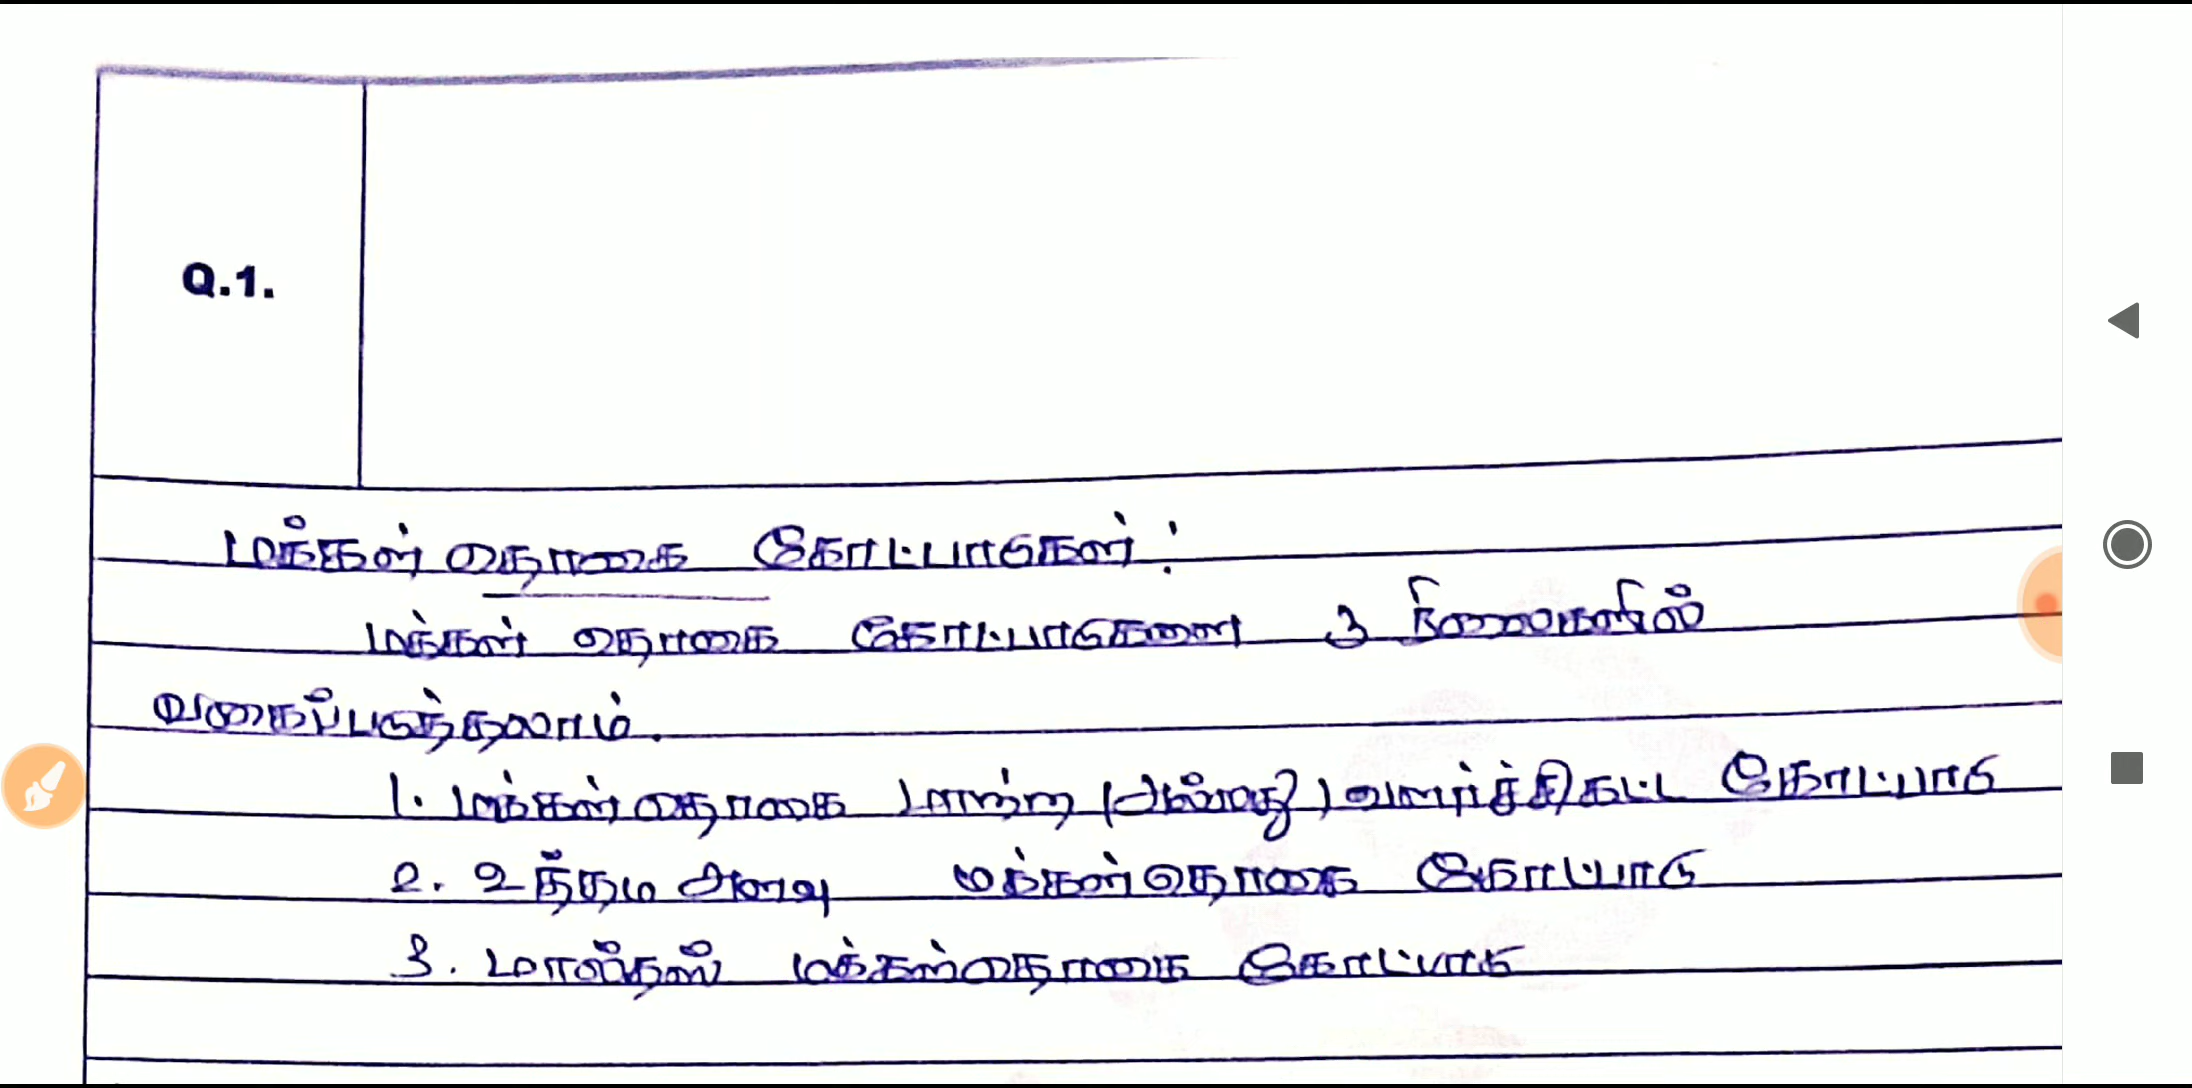 Q.1.
மக்கள் தொகை கோட்பாடுகள் :
மக்கள் தொகை கோட்பாடுகளை 3 நிலைகளில்
வகைப்படுத்தலாம்.
1. மக்கள் தொகை மாற்ற (அல்லது) வளர்ச்சிகட்ட கோட்பாடு
2. உத்தம அளவு மக்கள் தொகை கோட்பாடு
3. மால்தஸ் மக்கள்தொகை கோட்பாடு